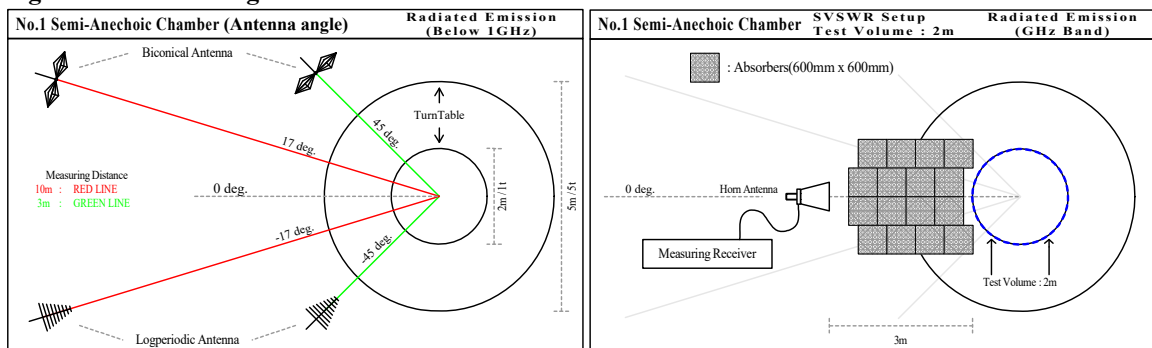 No.1 Semi-Anechoic Chamber (Antenna angle)
Radiated Emission
(Below 1GHz)
Biconical Antenna
TurnTable
45 deg.
17 deg.
Measuring Distance
10m : RED LINE
3m : GREEN LINE
0 deg.
2m / 1t
5m / 5t
-17 deg.
-45 deg.
Logperiodic Antenna
No.1 Semi-Anechoic Chamber
SVSWR Setup
Test Volume : 2m
Radiated Emission
(GHz Band)
: Absorbers(600mm x 600mm)
0 deg.
Horn Antenna
Measuring Receiver
Test Volume : 2m
3m